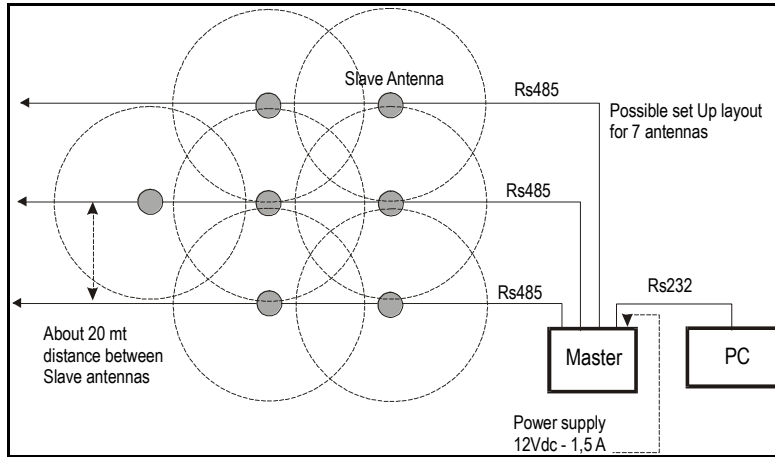 Slave Antenna
Rs485
Possible set Up layout
for 7 antennas
Rs485
Rs485
Rs232
About 20 mt
distance between
Slave antennas
Master
PC
Power supply
12Vdc - 1,5 A